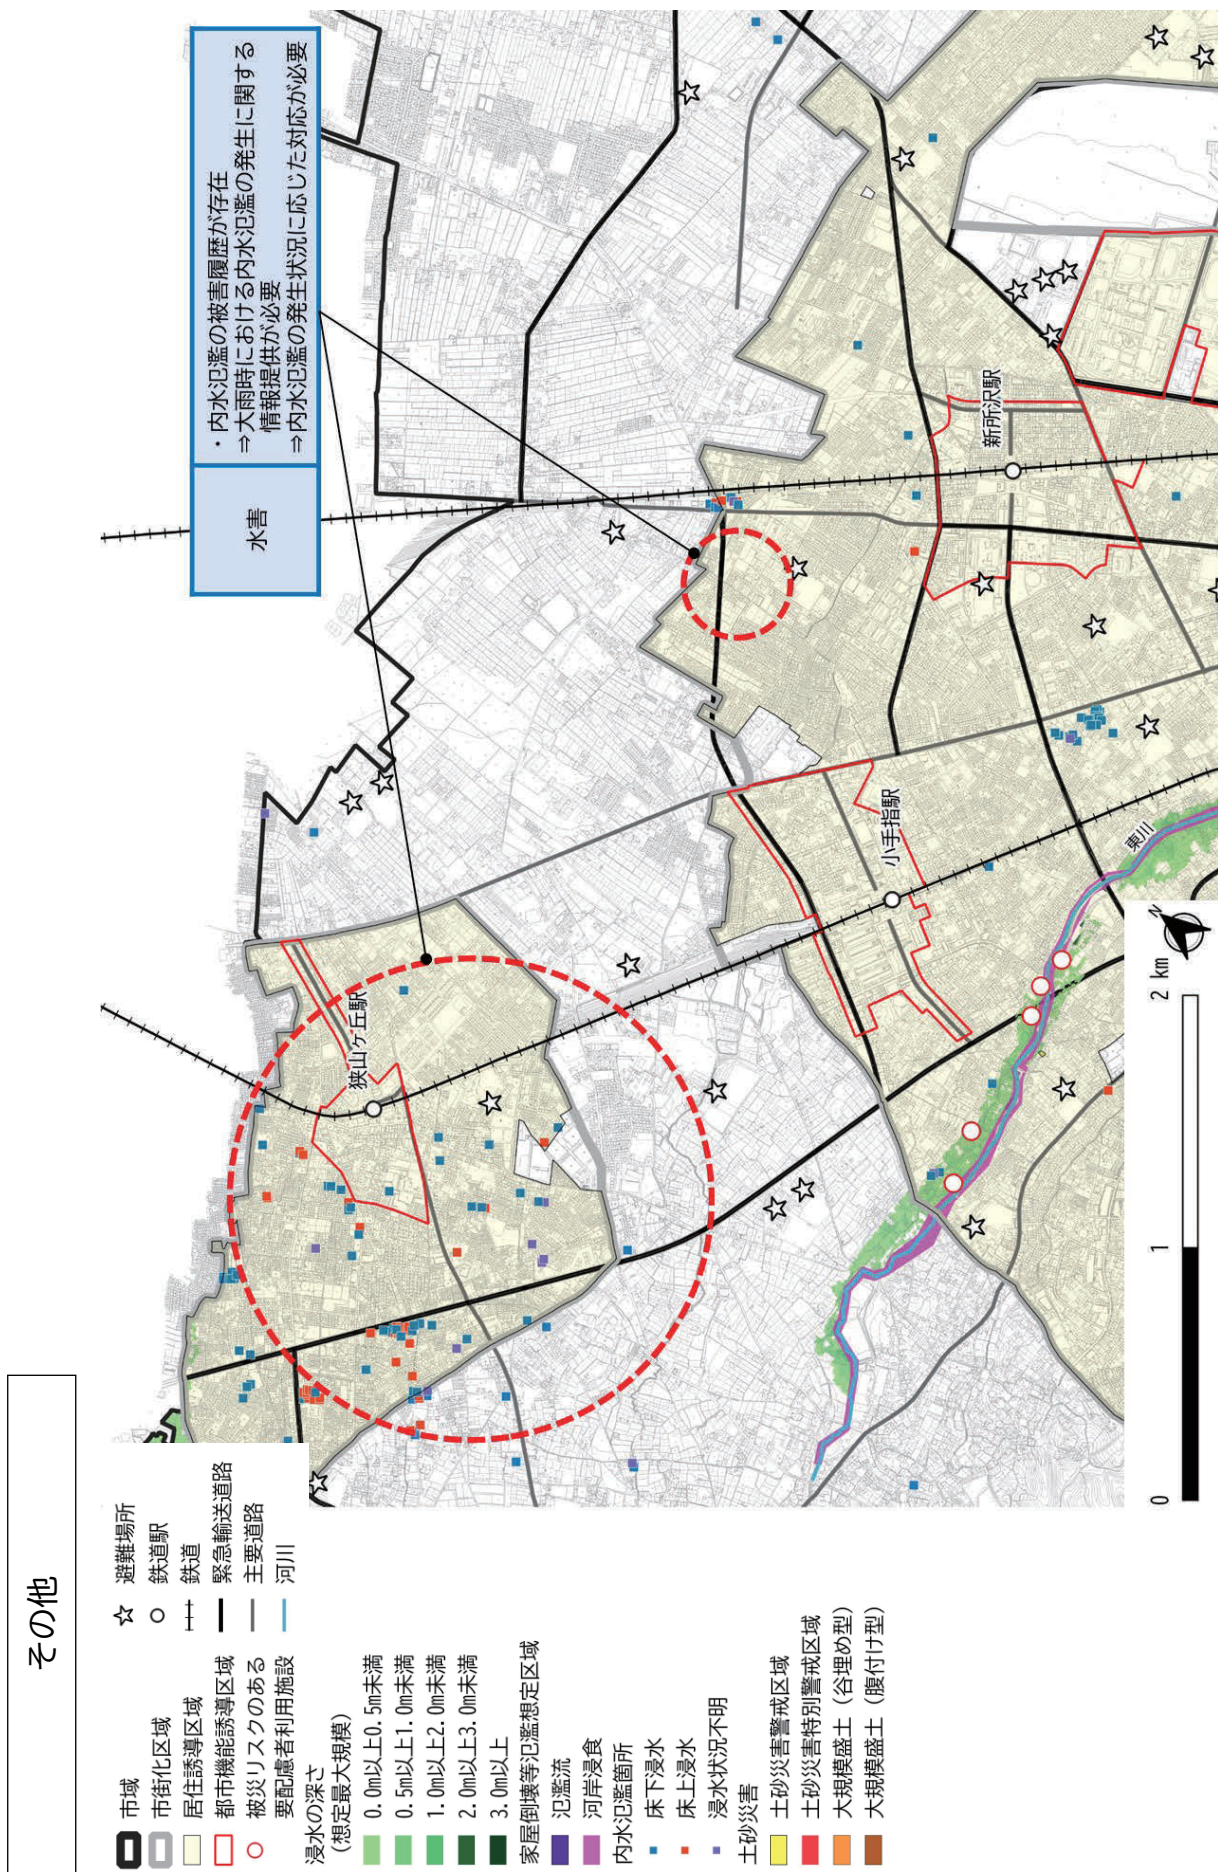 その他
水害
・内水氾濫の被害履歴が存在
⇒大雨時における内水氾濫の発生に関する
情報提供が必要
⇒内水氾濫の発生状況に応じた対応が必要
狭山ヶ丘駅
小手指駅
新所沢駅
東川
市域
市街化区域
居住誘導区域
都市機能誘導区域
被災リスクのある
要配慮者利用施設
避難場所
鉄道駅
鉄道
緊急輸送道路
主要道路
河川
浸水の深さ
(想定最大規模)
0.0m以上0.5m未満
0.5m以上1.0m未満
1.0m以上2.0m未満
2.0m以上3.0m未満
3.0m以上
家屋倒壊等氾濫想定区域
氾濫流
河岸浸食
内水氾濫箇所
床下浸水
床上浸水
浸水状況不明
土砂災害
土砂災害警戒区域
土砂災害特別警戒区域
大規模盛土(谷埋め型)
大規模盛土(腹付け型)
0 1 2 km
N